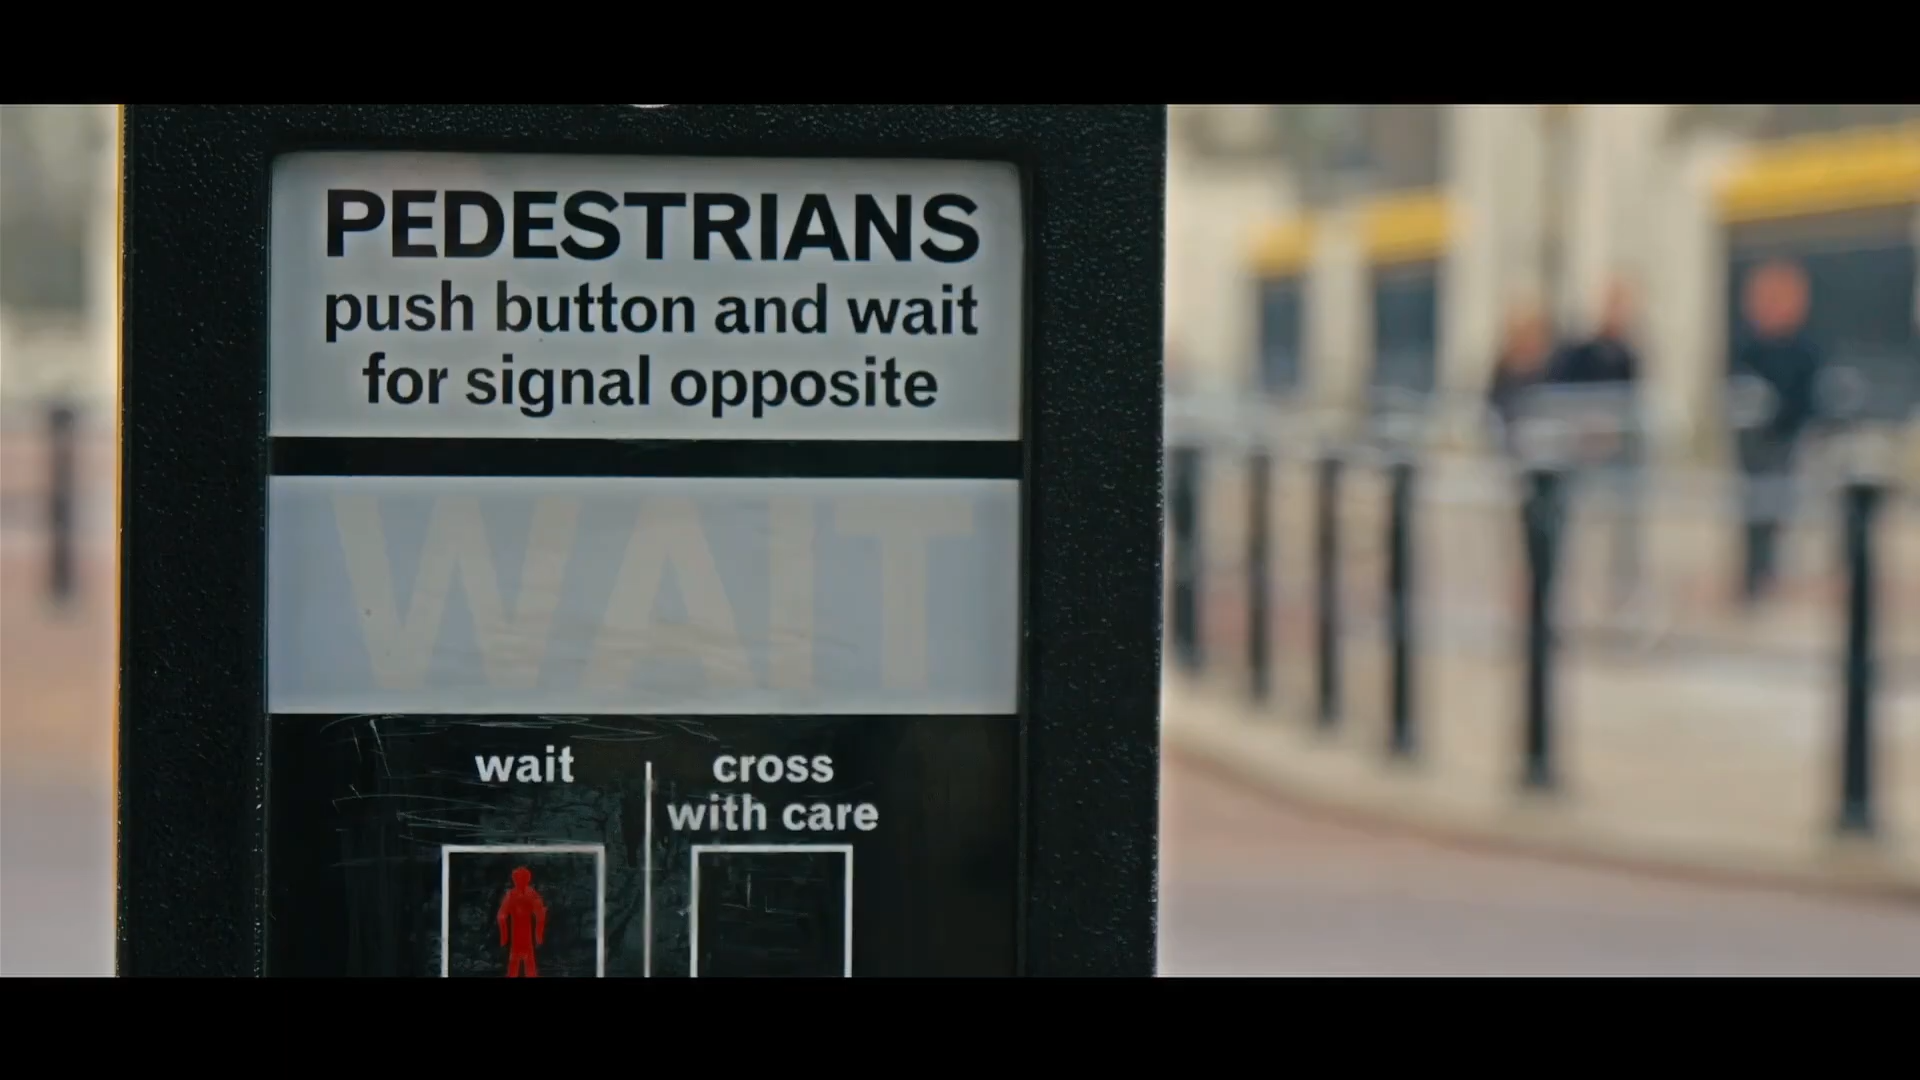 PEDESTRIANS
push button and wait
for signal opposite
WAIT
wait
cross
with care